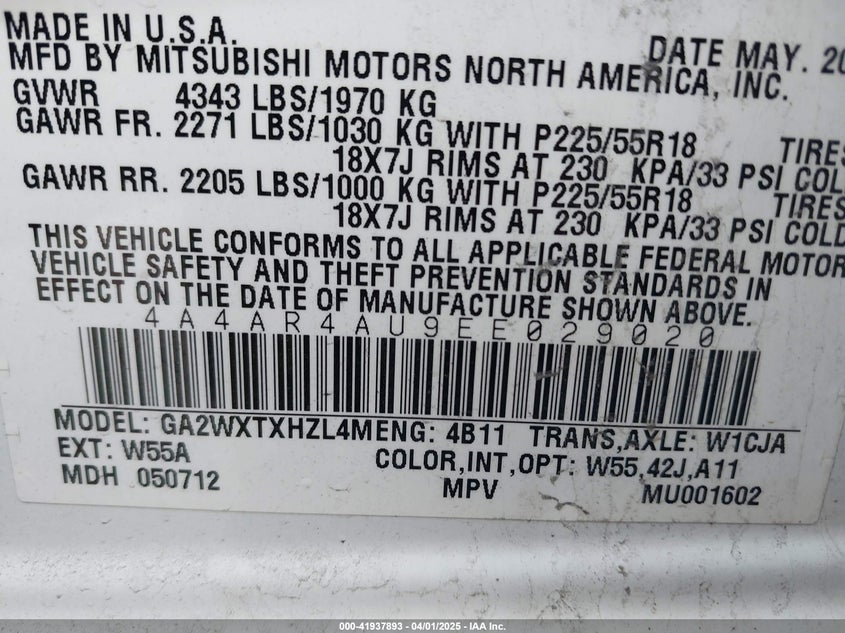 MADE IN U.S.A.
MFD BY MITSUBISHI MOTORS NORTH AMERICA, INC.
DATE MAY. 20
GVWR 4343 LBS/1970 KG
GAWR FR. 2271 LBS/1030 KG WITH P225/55R18 TIRES
18X7J RIMS AT 230 KPA/33 PSI COLD
GAWR RR. 2205 LBS/1000 KG WITH P225/55R18 TIRES
18X7J RIMS AT 230 KPA/33 PSI COLD
THIS VEHICLE CONFORMS TO ALL APPLICABLE FEDERAL MOTOR
VEHICLE SAFETY AND THEFT PREVENTION STANDARDS IN
EFFECT ON THE DATE OF MANUFACTURE SHOWN ABOVE.
4A4AR4AU9EE029020
MODEL: GA2WXTXHZL4M ENG: 4B11 TRANS,AXLE: W1CJA
EXT: W55A COLOR,INT,OPT: W55,42J,A11
MDH 050712 MPV MU001602
000-41937893 - 04/01/2025 - IAA Inc.